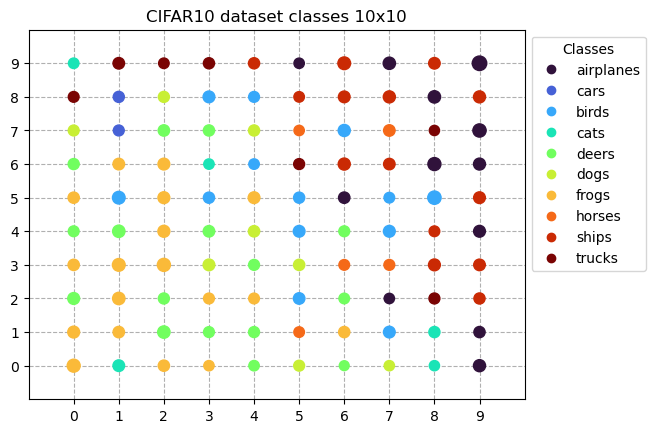 CIFAR10 dataset classes 10x10
9
8
7
6
5
4
3
2
1
0
0 1 2 3 4 5 6 7 8 9
Classes
airplanes
cars
birds
cats
deers
dogs
frogs
horses
ships
trucks